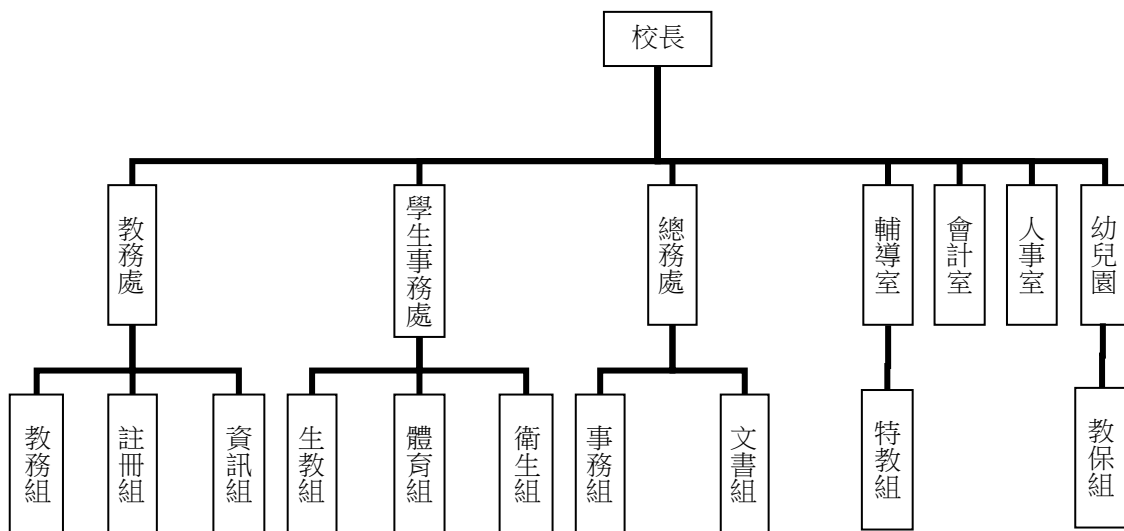 校長
教務處
學生事務處
總務處
輔導室
會計室
人事室
幼兒園
教務組
註冊組
資訊組
生教組
體育組
衛生組
事務組
文書組
特教組
教保組